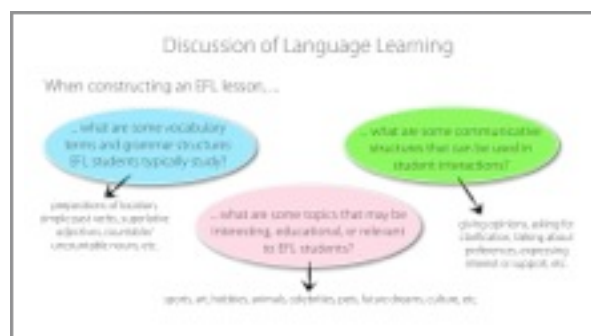 Discussion of Language Learning
When constructing an EFL lesson,...
... what are some vocabulary
terms and grammar structures
EFL students typically study?
... what are some communicative
structures that can be used in
student interactions?
prepositions of location,
simple past verbs, superlative
adjectives, countable/
uncountable nouns, etc.
... what are some topics that may be
interesting, educational, or relevant
to EFL students?
giving opinions, asking for
clarification, talking about
preferences, expressing
interest or support, etc.
sports, art, hobbies, animals, celebrities, pets, future dreams, culture, etc.